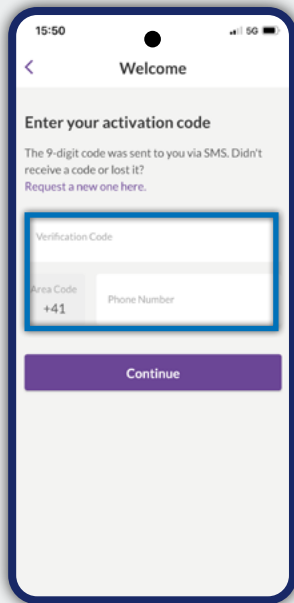 15:50
5G
Welcome
Enter your activation code
The 9-digit code was sent to you via SMS. Didn't
receive a code or lost it?
Request a new one here.
Verification Code
Area Code
+41
Phone Number
Continue